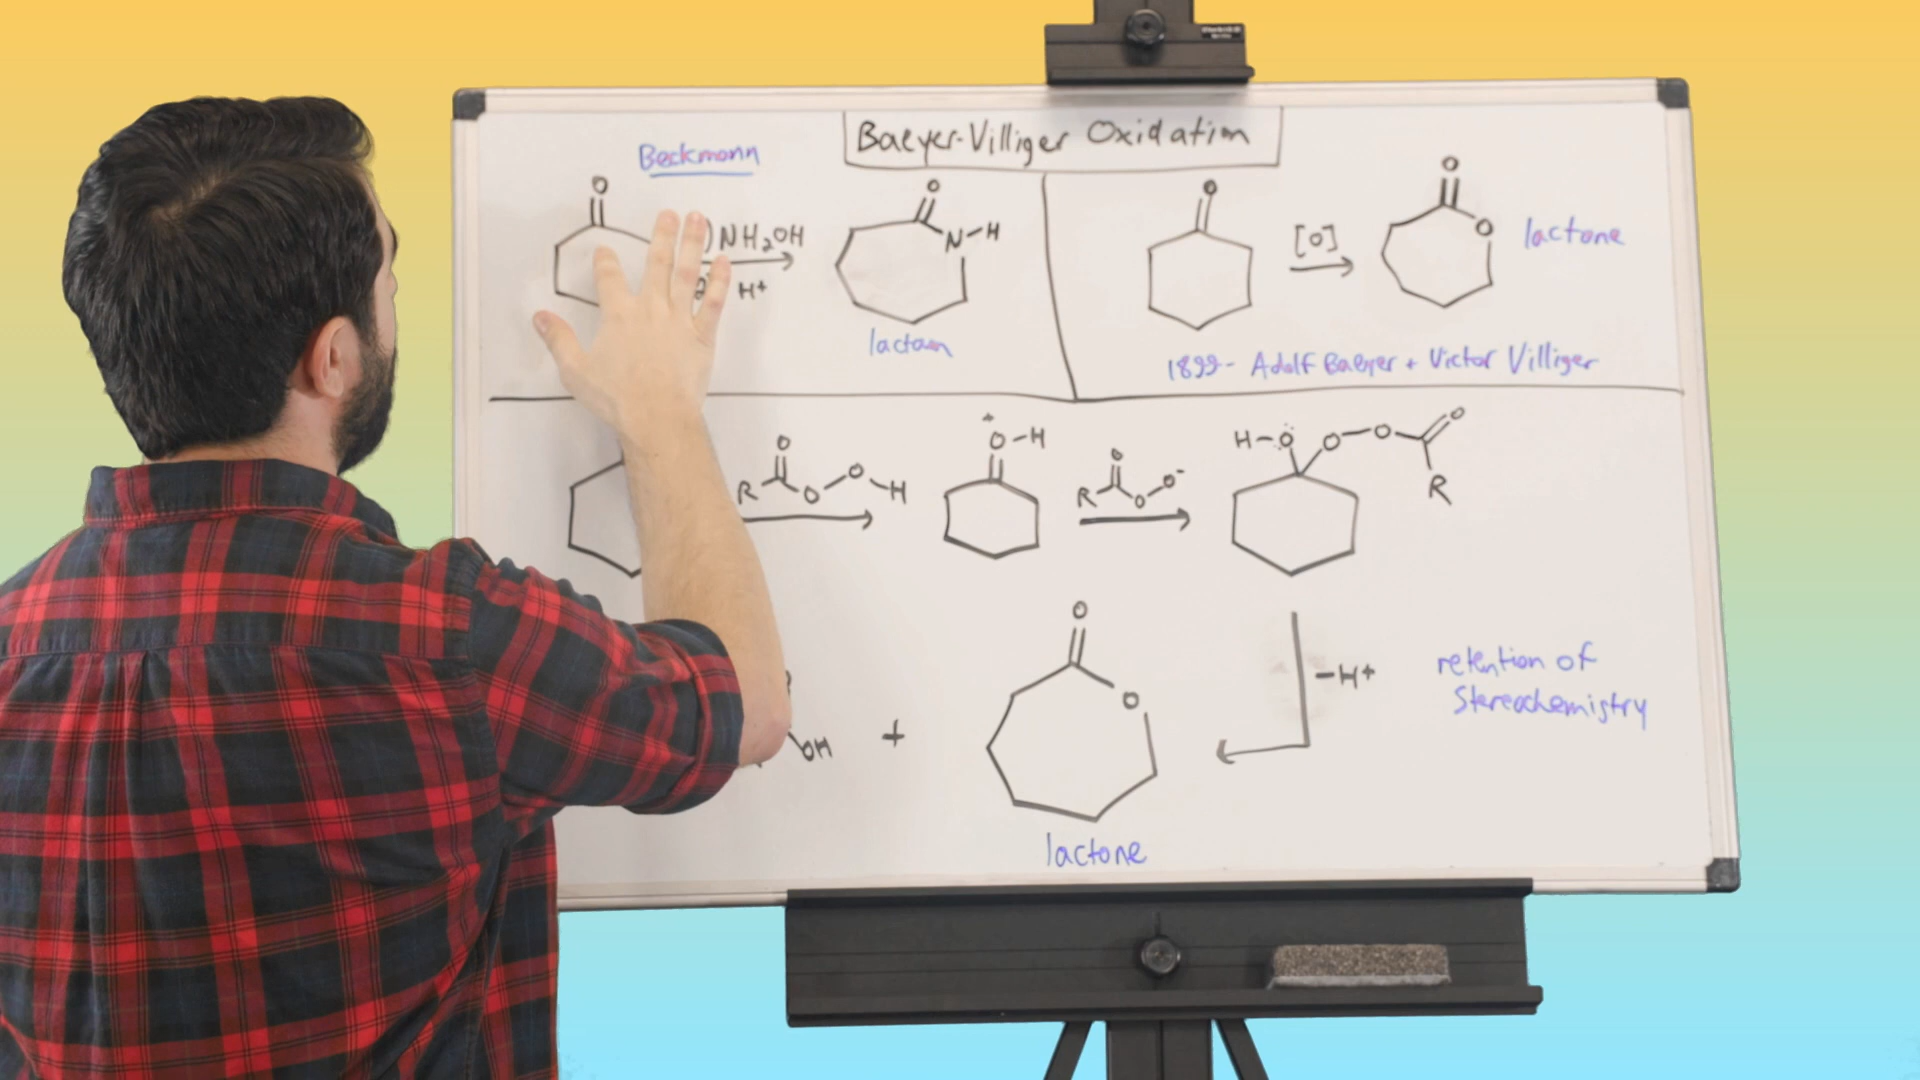 Baeyer-Villiger Oxidation
Beckmann
O
)NH₂OH
H+
O
N-H
lactam
O
[O]
O
O
lactone
1899- Adolf Baeyer + Victor Villiger
O
R O O H
+
O-H
O
R O O-
H-O O O O
R
-H+
retention of
Stereochemistry
OH
+
O
O
lactone